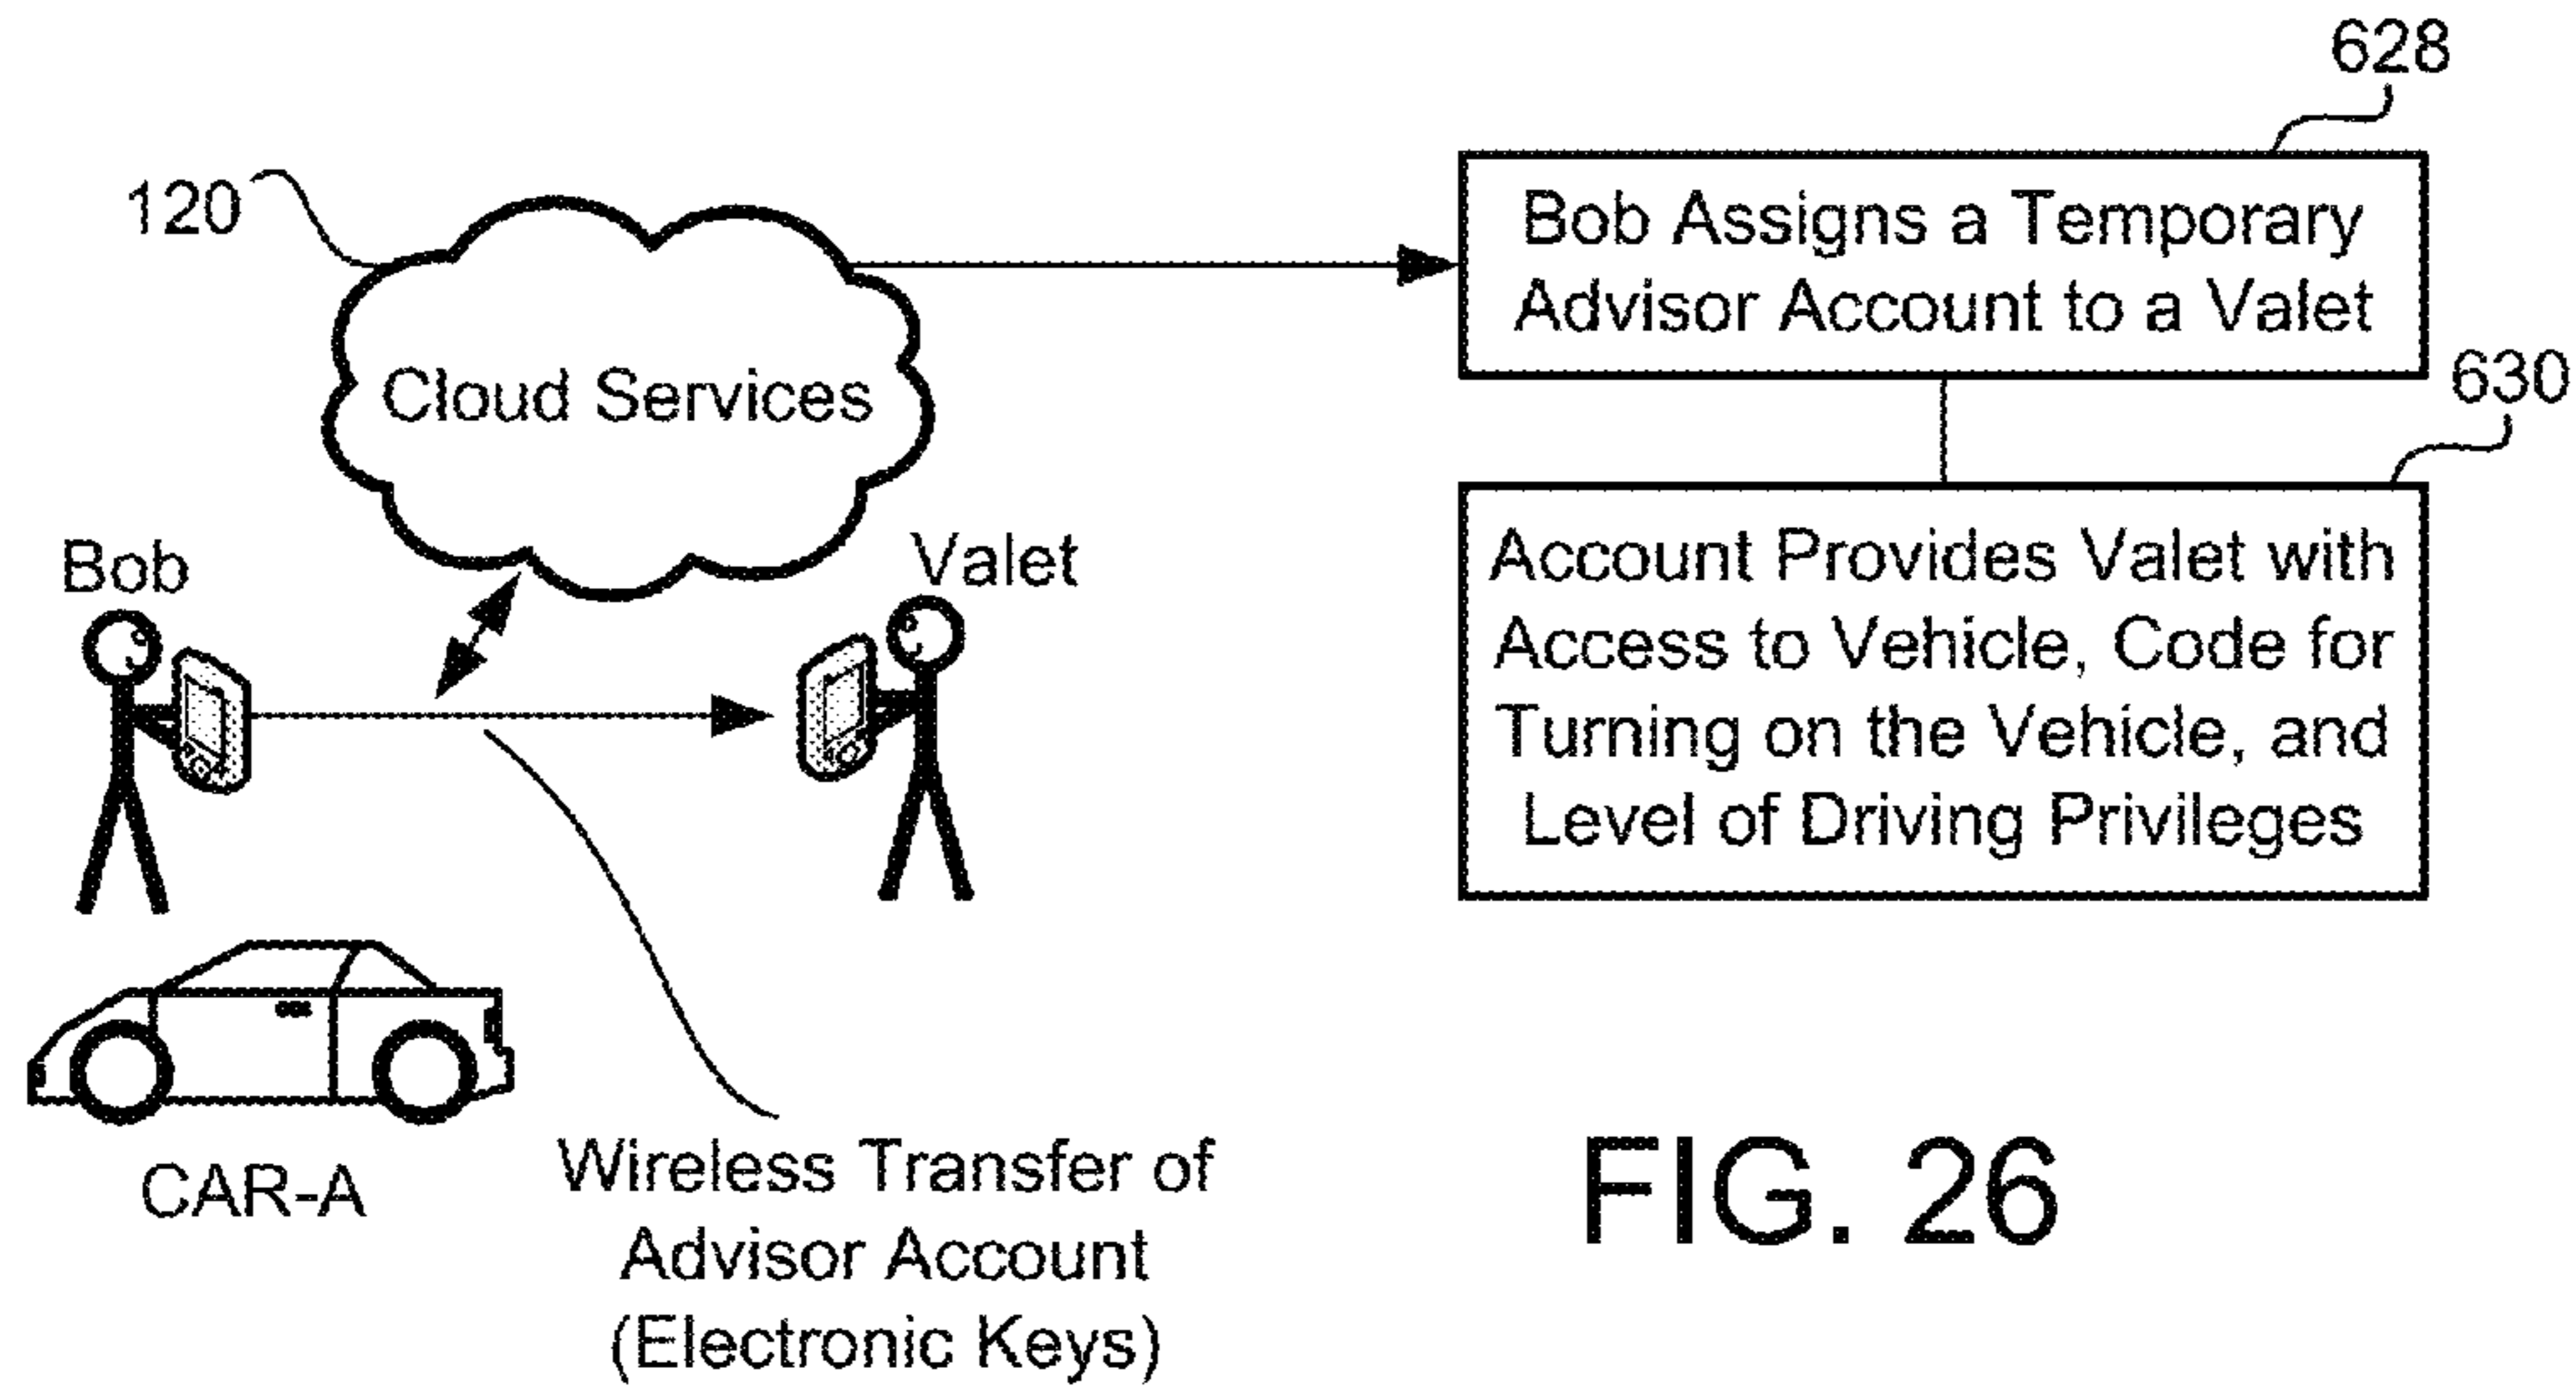 628
120
Bob Assigns a Temporary
Advisor Account to a Valet
630
Cloud Services
Bob
Valet
Account Provides Valet with
Access to Vehicle, Code for
Turning on the Vehicle, and
Level of Driving Privileges
CAR-A
Wireless Transfer of
Advisor Account
(Electronic Keys)
FIG. 26